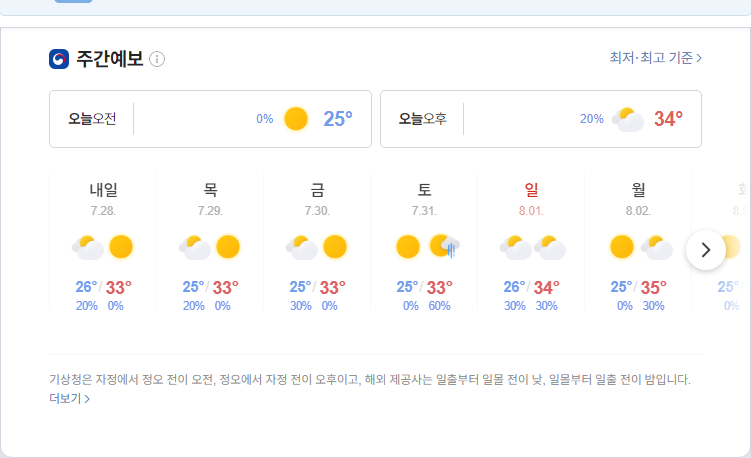 주간예보
최저·최고 기준
오늘오전 0% 25°
오늘오후 20% 34°
내일 목 금 토 일 월
7.28. 7.29. 7.30. 7.31. 8.01. 8.02.
26°/33° 25°/33° 25°/33° 25°/33° 26°/34° 25°/35° 25°
20% 0% 20% 0% 30% 0% 0% 60% 30% 30% 0% 30% 0%
기상청은 자정에서 정오 전이 오전, 정오에서 자정 전이 오후이고, 해외 제공사는 일출부터 일몰 전이 낮, 일몰부터 일출 전이 밤입니다.
더보기